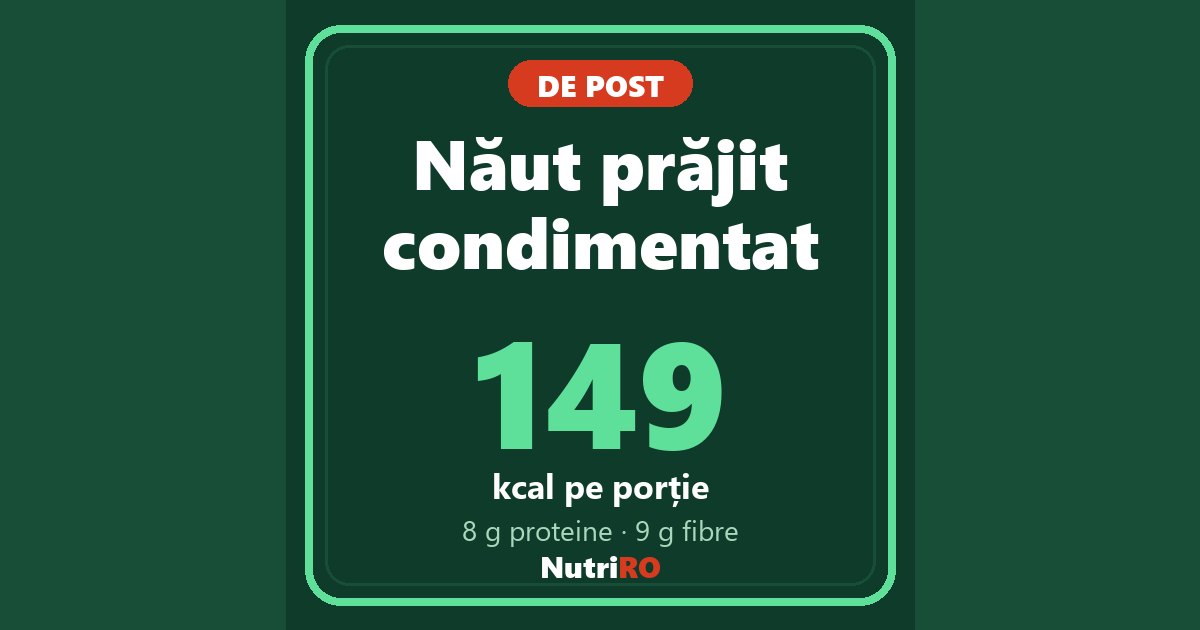 DE POST
Năut prăjit
condimentat
149
kcal pe porție
8 g proteine · 9 g fibre
NutriRO